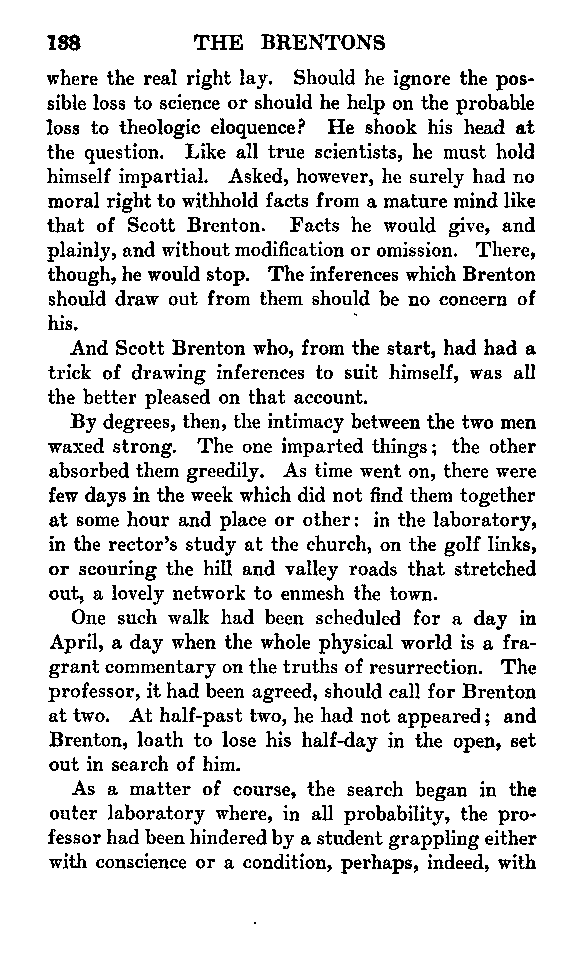 188 THE BRENTONS
where the real right lay. Should he ignore the pos-
sible loss to science or should he help on the probable
loss to theologic eloquence? He shook his head at
the question. Like all true scientists, he must hold
himself impartial. Asked, however, he surely had no
moral right to withhold facts from a mature mind like
that of Scott Brenton. Facts he would give, and
plainly, and without modification or omission. There,
though, he would stop. The inferences which Brenton
should draw out from them should be no concern of
his.
And Scott Brenton who, from the start, had had a
trick of drawing inferences to suit himself, was all
the better pleased on that account.
By degrees, then, the intimacy between the two men
waxed strong. The one imparted things; the other
absorbed them greedily. As time went on, there were
few days in the week which did not find them together
at some hour and place or other: in the laboratory,
in the rector's study at the church, on the golf links,
or scouring the hill and valley roads that stretched
out, a lovely network to enmesh the town.
One such walk had been scheduled for a day in
April, a day when the whole physical world is a fra-
grant commentary on the truths of resurrection. The
professor, it had been agreed, should call for Brenton
at two. At half-past two, he had not appeared; and
Brenton, loath to lose his half-day in the open, set
out in search of him.
As a matter of course, the search began in the
outer laboratory where, in all probability, the pro-
fessor had been hindered by a student grappling either
with conscience or a condition, perhaps, indeed, with